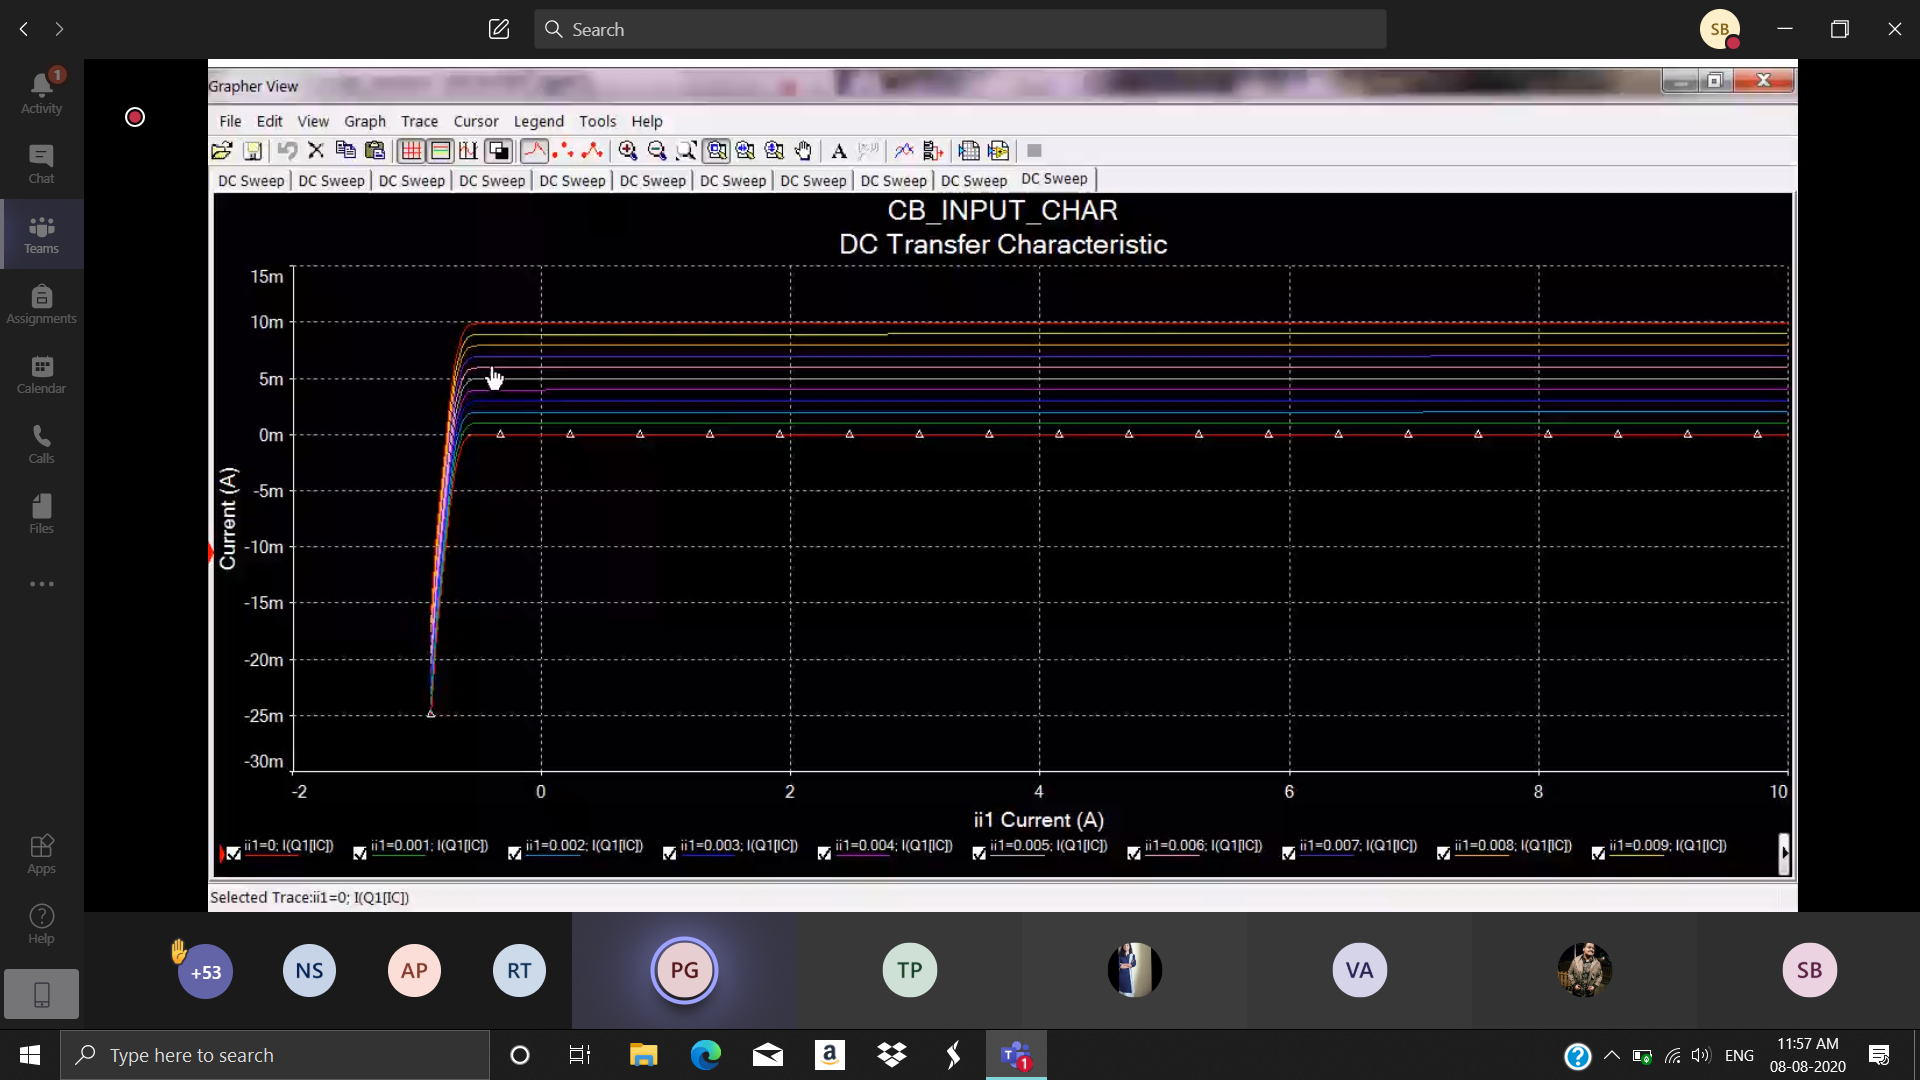 Search
SB
1
Activity
Chat
Teams
Assignments
Calendar
Calls
Files
Apps
Help
Grapher View
File Edit View Graph Trace Cursor Legend Tools Help
A
DC Sweep DC Sweep DC Sweep DC Sweep DC Sweep DC Sweep DC Sweep DC Sweep DC Sweep DC Sweep DC Sweep
CB_INPUT_CHAR
DC Transfer Characteristic
15m
10m
5m
0m
-5m
-10m
-15m
-20m
-25m
-30m
Current (A)
-2 0 2 4 6 8 10
ii1 Current (A)
ii1=0; I(Q1[IC]) ii1=0.001; I(Q1[IC]) ii1=0.002; I(Q1[IC]) ii1=0.003; I(Q1[IC]) ii1=0.004; I(Q1[IC]) ii1=0.005; I(Q1[IC]) ii1=0.006; I(Q1[IC]) ii1=0.007; I(Q1[IC]) ii1=0.008; I(Q1[IC]) ii1=0.009; I(Q1[IC])
Selected Trace:ii1=0; I(Q1[IC])
+53 NS AP RT PG TP VA SB
Type here to search
a
1
ENG
11:57 AM
08-08-2020